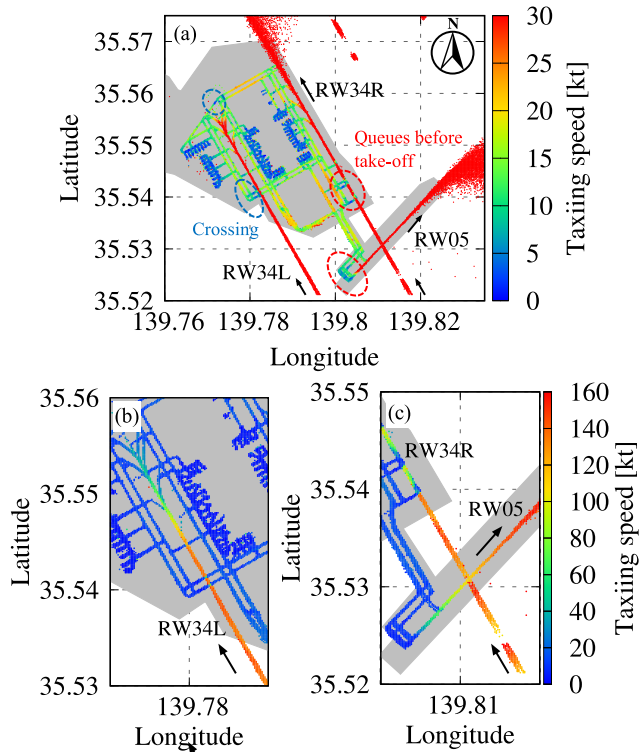 (a)
N
35.57
35.56
35.55
35.54
35.53
35.52
Latitude
RW34R
Queues before
take-off
Crossing
RW34L
RW05
139.76
139.78
139.8
139.82
Longitude
30
25
20
15
10
5
0
Taxiing speed [kt]
(b)
35.56
35.55
35.54
35.53
Latitude
RW34L
139.78
Longitude
(c)
35.55
35.54
35.53
35.52
Latitude
RW34R
RW05
139.81
Longitude
160
140
120
100
80
60
40
20
0
Taxiing speed [kt]